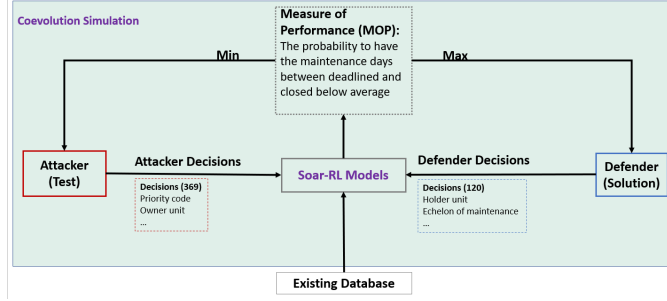 Coevolution Simulation
Measure of
Performance (MOP):
The probability to have
the maintenance days
between deadlined and
closed below average
Min
Max
Attacker
(Test)
Attacker Decisions
Decisions (369)
Priority code
Owner unit
...
Soar-RL Models
Defender Decisions
Decisions (120)
Holder unit
Echelon of maintenance
...
Defender
(Solution)
Existing Database